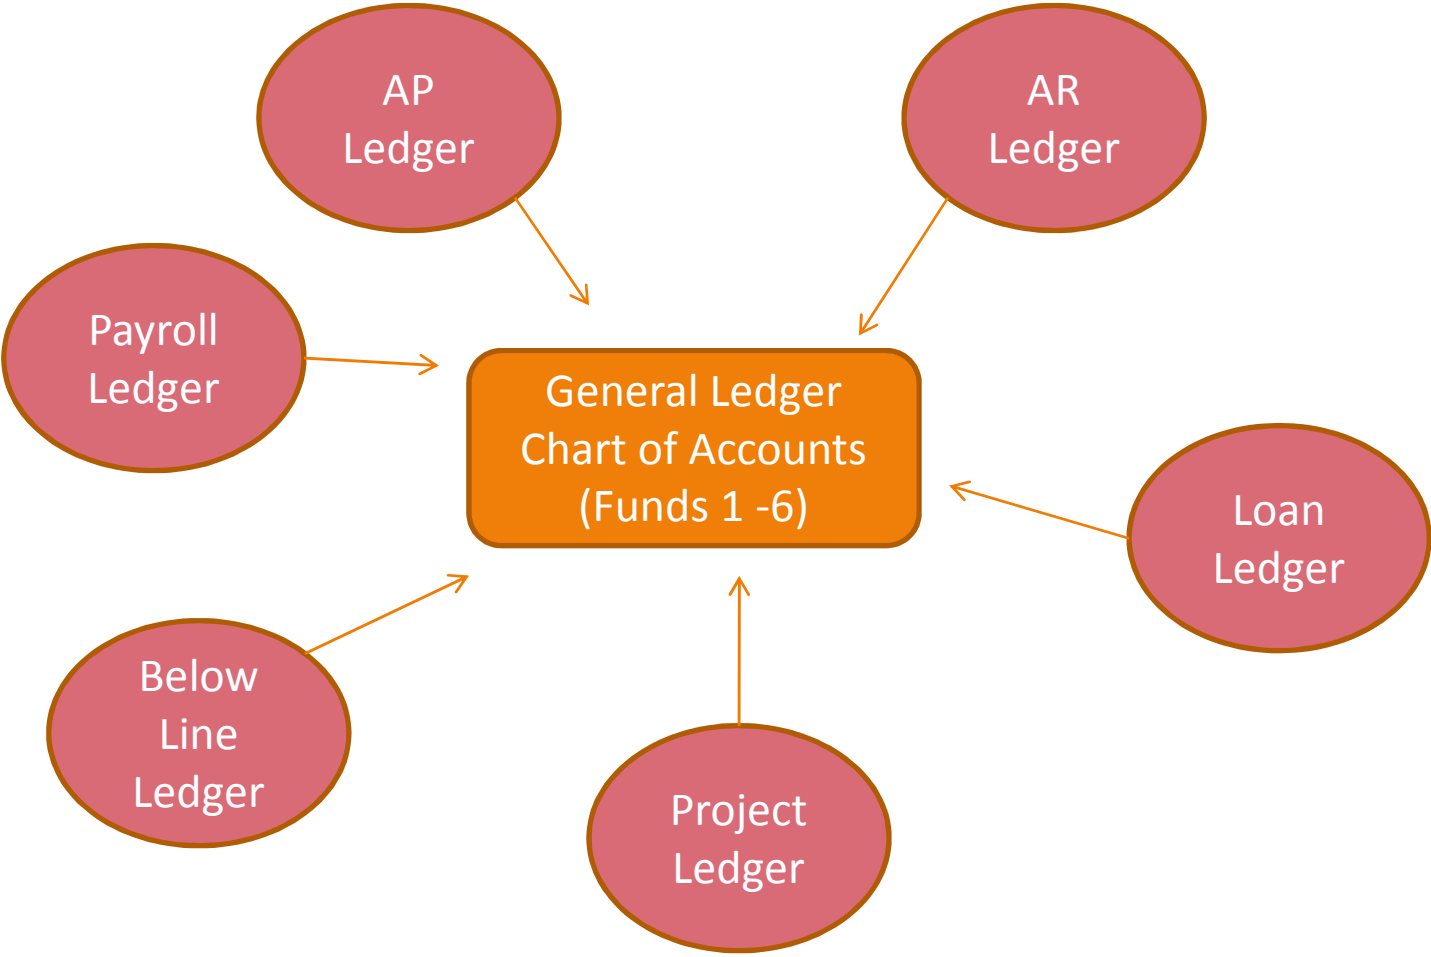 AP
Ledger
AR
Ledger
Payroll
Ledger
General Ledger
Chart of Accounts
(Funds 1 -6)
Loan
Ledger
Below
Line
Ledger
Project
Ledger